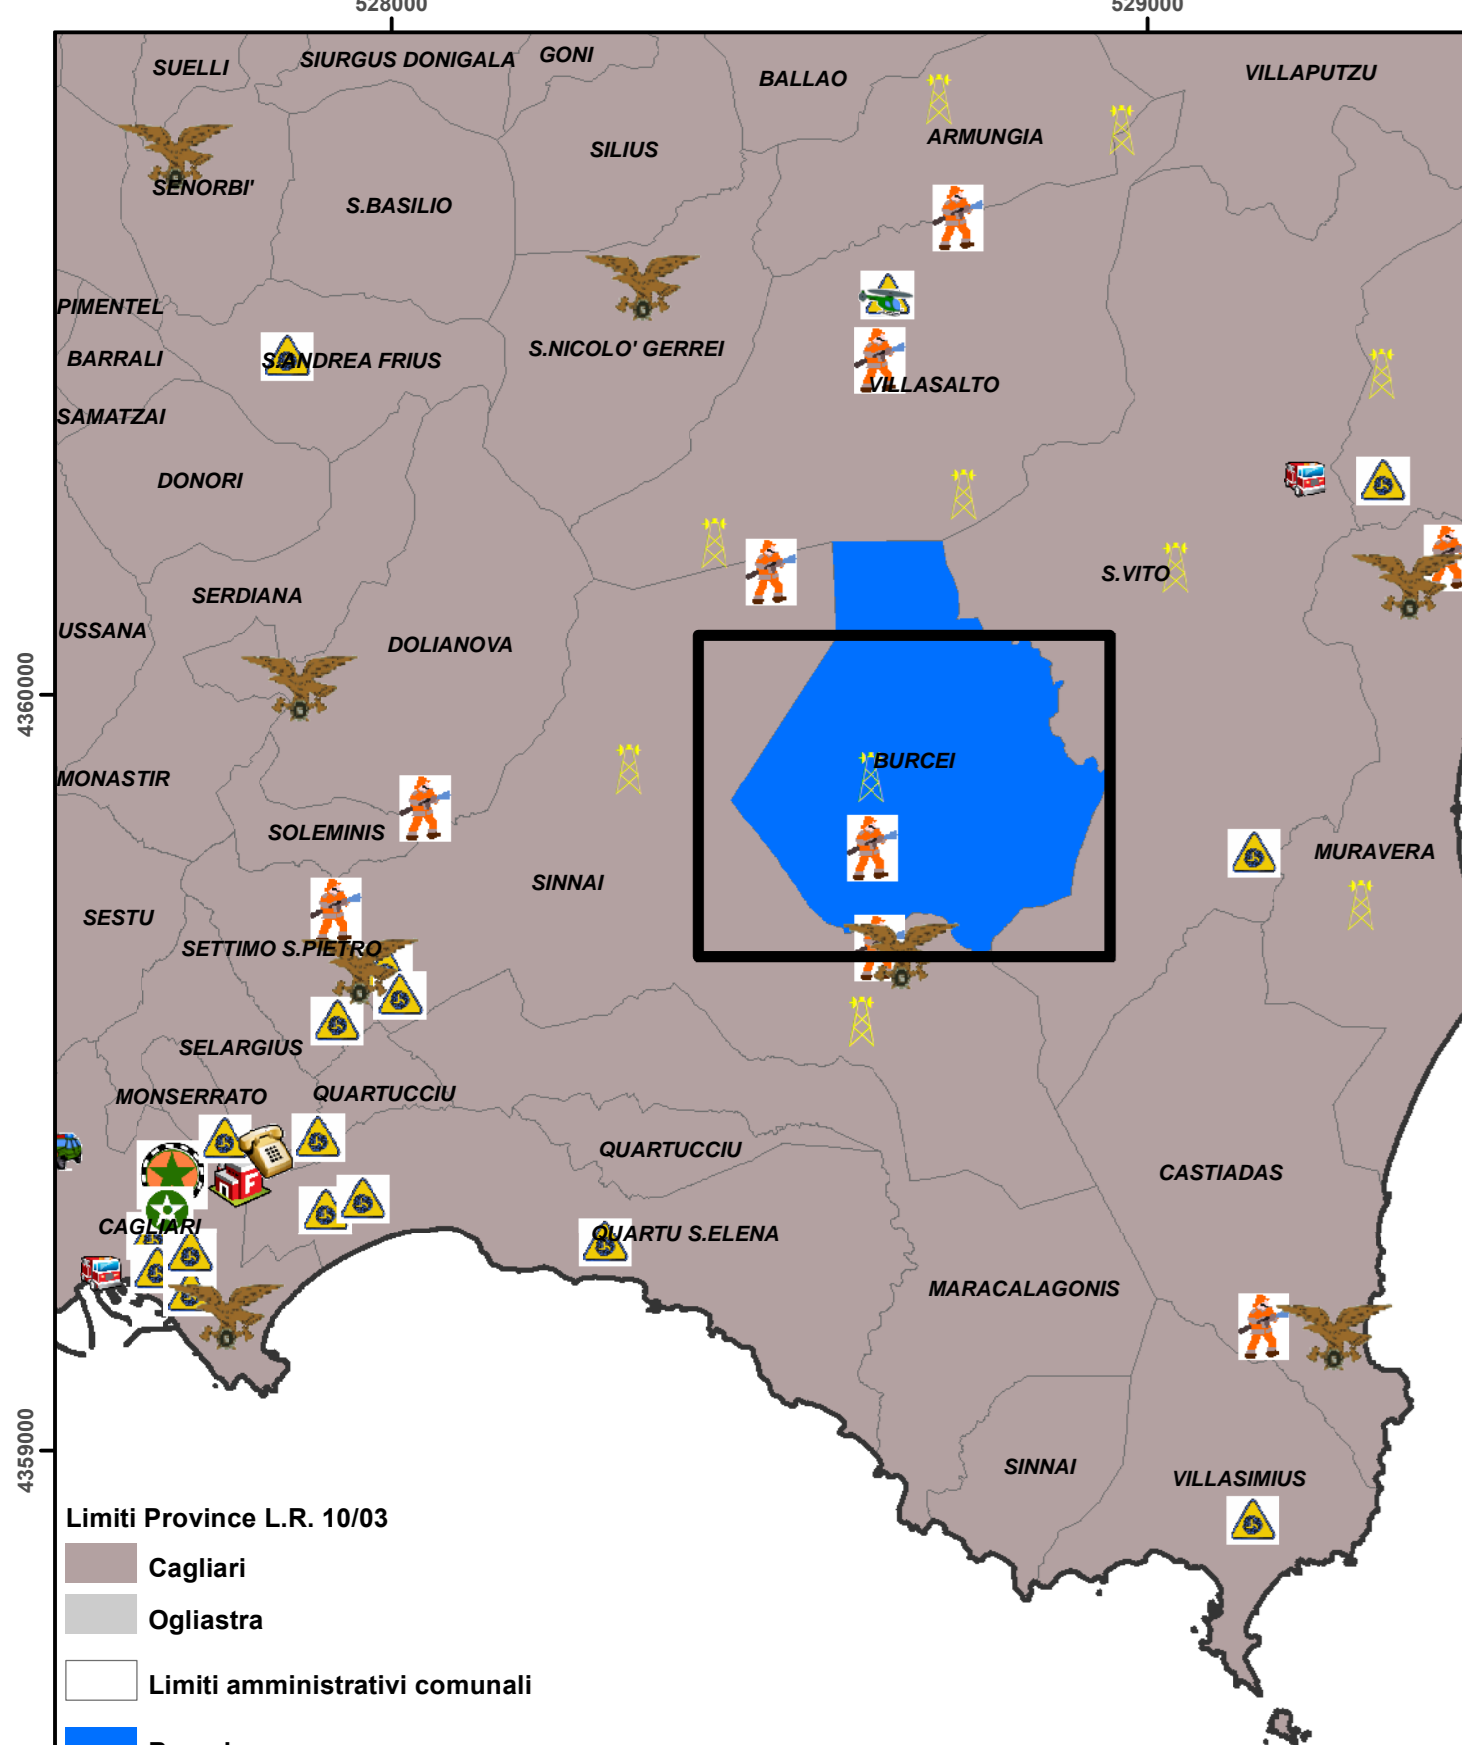 528000
529000
SUELLI
SIURGUS DONIGALA
GONI
BALLAO
VILLAPUTZU
ARMUNGIA
SILIUS
SENORBI'
S.BASILIO
PIMENTEL
BARRALI
S.ANDREA FRIUS
S.NICOLO' GERREI
VILLASALTO
SAMATZAI
DONORI
S.VITO
SERDIANA
USSANA
DOLIANOVA
4360000
BURCEI
MONASTIR
SOLEMINIS
MURAVERA
SINNAI
SESTU
SETTIMO S.PIETRO
SELARGIUS
MONSERRATO
QUARTUCCIU
QUARTUCCIU
CASTIADAS
CAGLIARI
QUARTU S.ELENA
MARACALAGONIS
4359000
SINNAI
VILLASIMIUS
Limiti Province L.R. 10/03
Cagliari
Ogliastra
Limiti amministrativi comunali